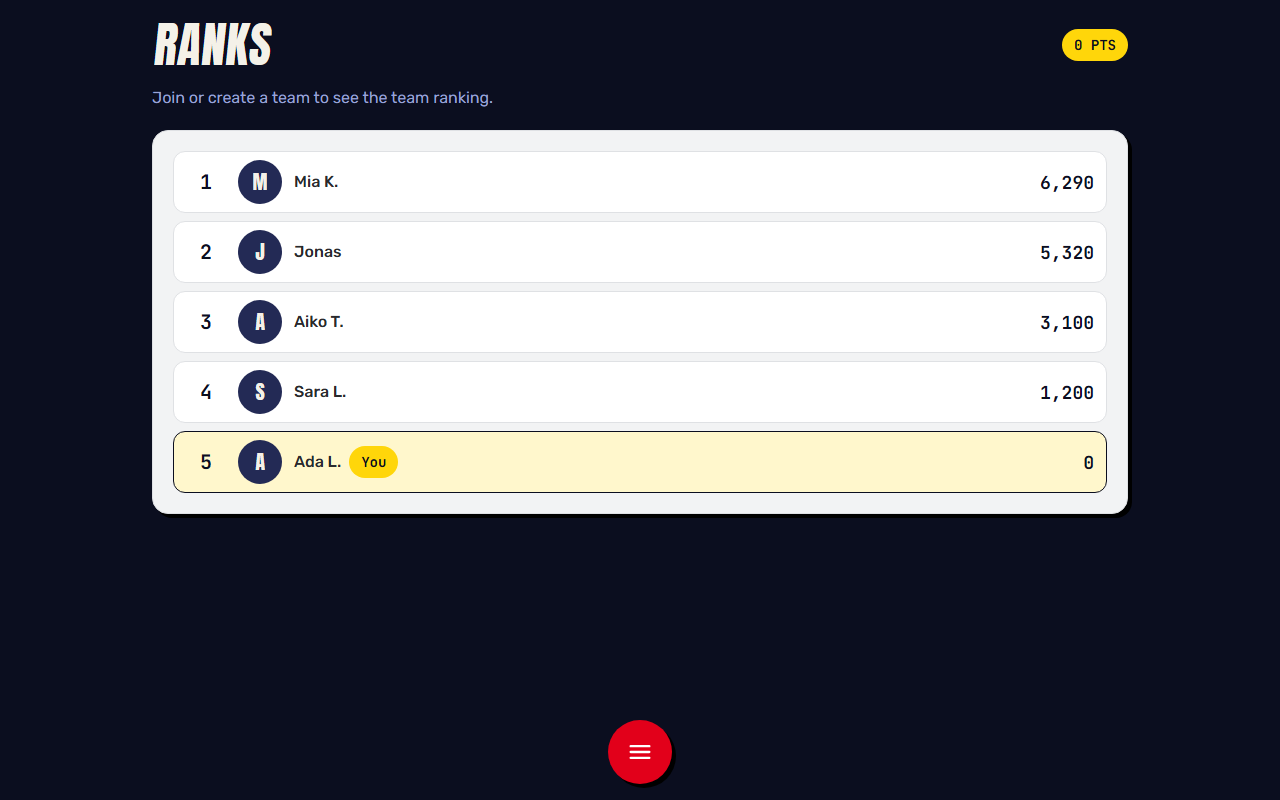 RANKS
0 PTS
Join or create a team to see the team ranking.
1 M Mia K. 6,290
2 J Jonas 5,320
3 A Aiko T. 3,100
4 S Sara L. 1,200
5 A Ada L. You 0